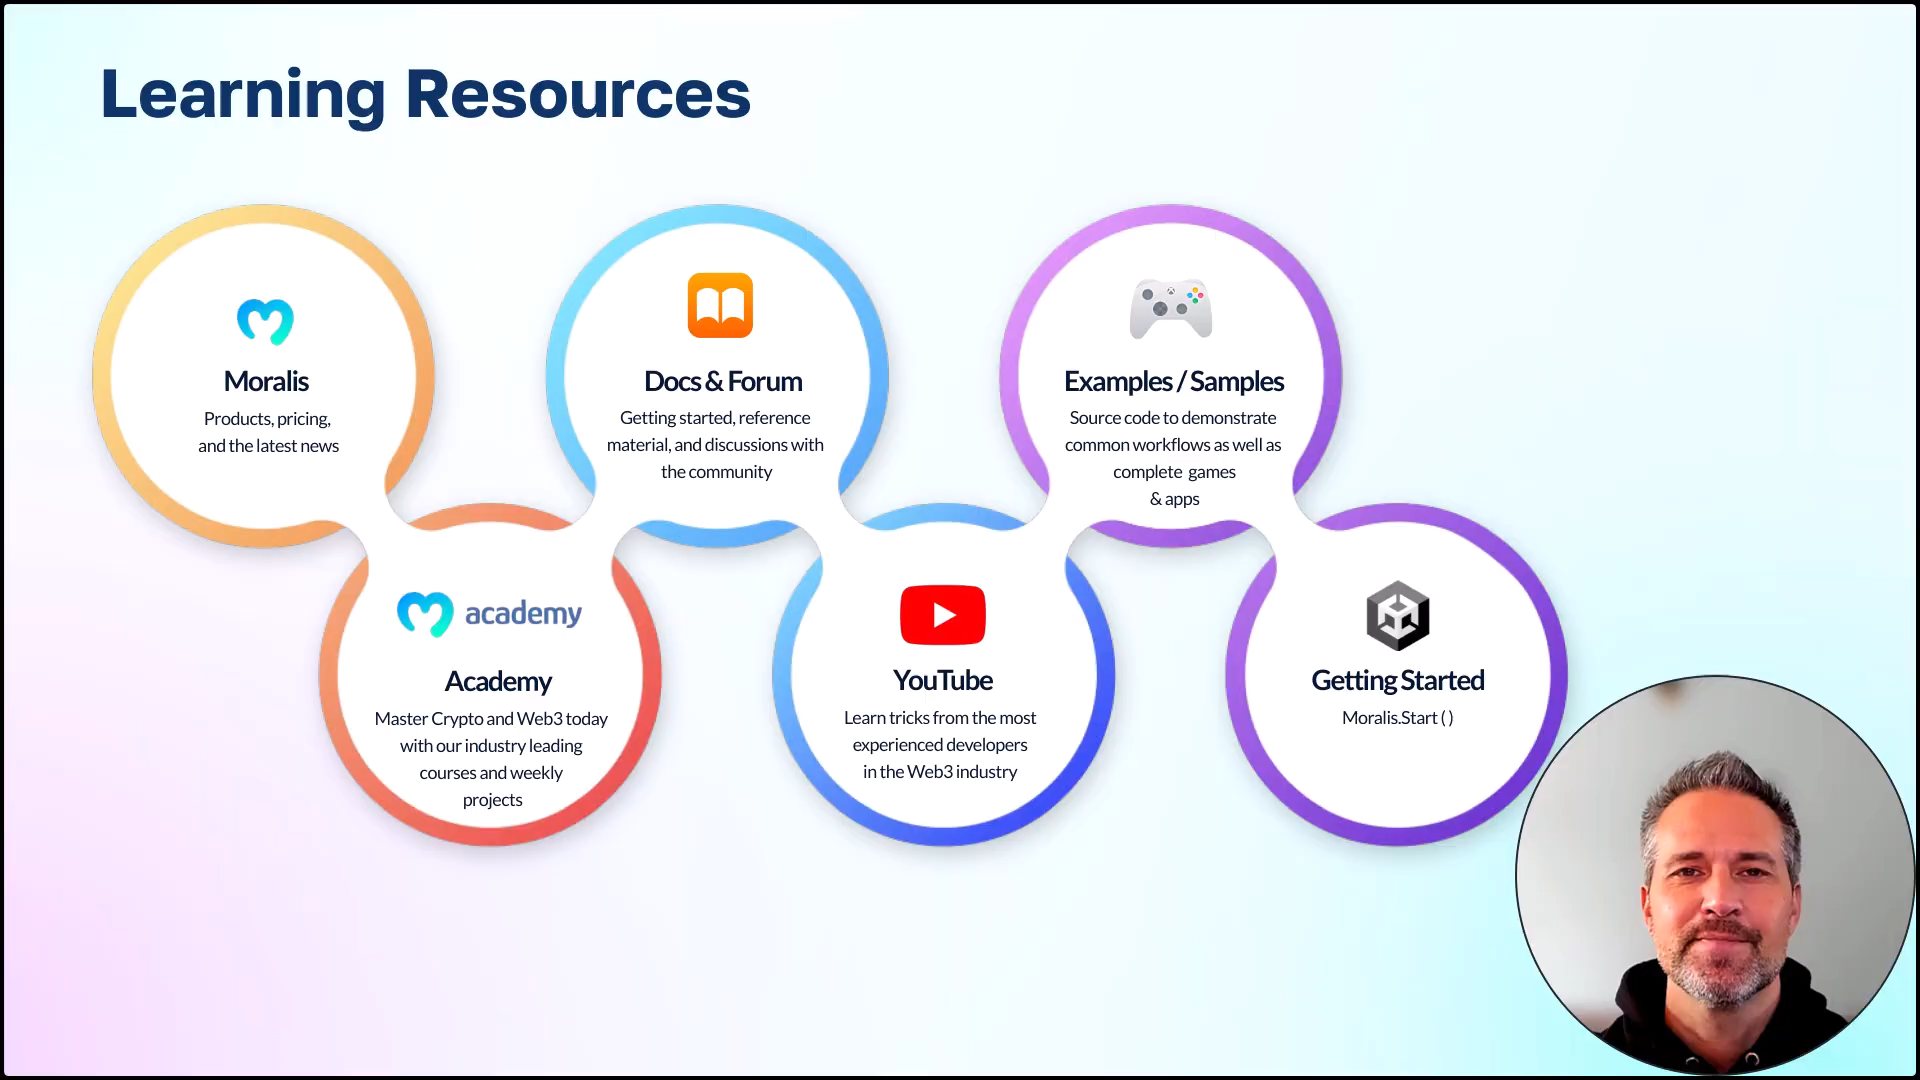 Learning Resources
Moralis
Products, pricing,
and the latest news
academy
Academy
Master Crypto and Web3 today
with our industry leading
courses and weekly
projects
Docs & Forum
Getting started, reference
material, and discussions with
the community
YouTube
Learn tricks from the most
experienced developers
in the Web3 industry
Examples / Samples
Source code to demonstrate
common workflows as well as
complete games
& apps
Getting Started
Moralis.Start ( )